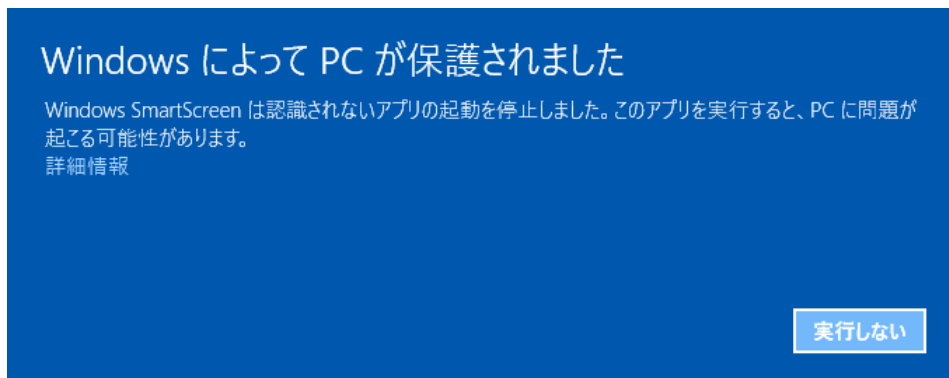 Windows によって PC が保護されました
Windows SmartScreen は認識されないアプリの起動を停止しました。このアプリを実行すると、PC に問題が
起こる可能性があります。
詳細情報
実行しない